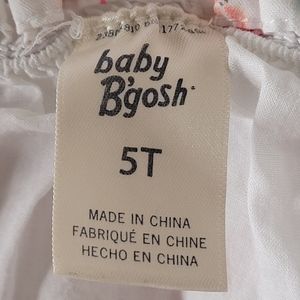 baby
B'gosh
5T
MADE IN CHINA
FABRIQUÉ EN CHINE
HECHO EN CHINA